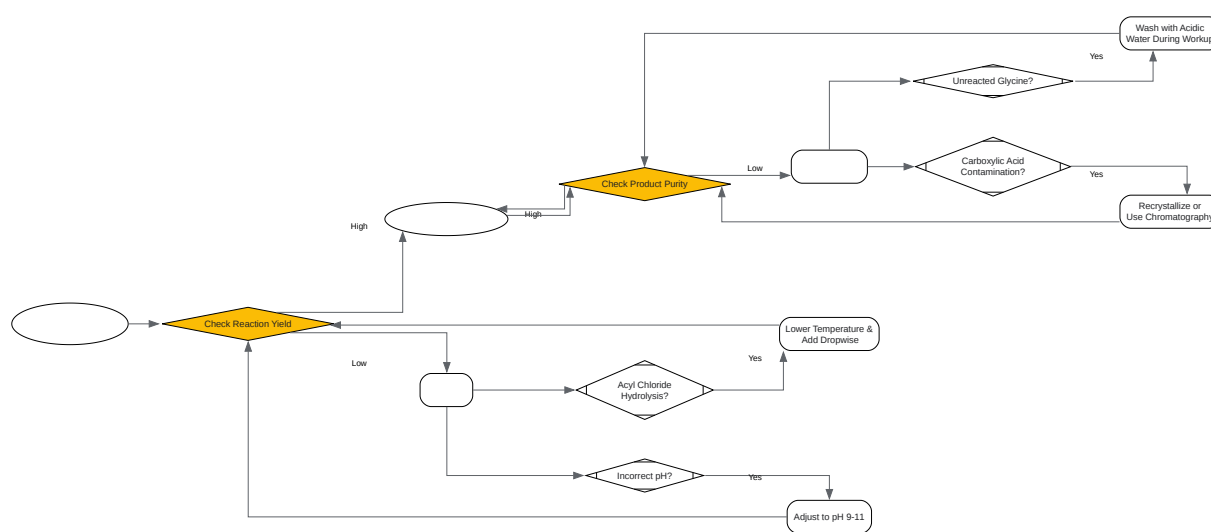 Wash with Acidic
Water During Workup
Yes
Unreacted Glycine?
Carboxylic Acid
Contamination?
Low
Yes
Check Product Purity
Recrystallize or
Use Chromatography
High
High
Check Reaction Yield
Lower Temperature &
Add Dropwise
Low
Yes
Acyl Chloride
Hydrolysis?
Incorrect pH?
Yes
Adjust to pH 9-11